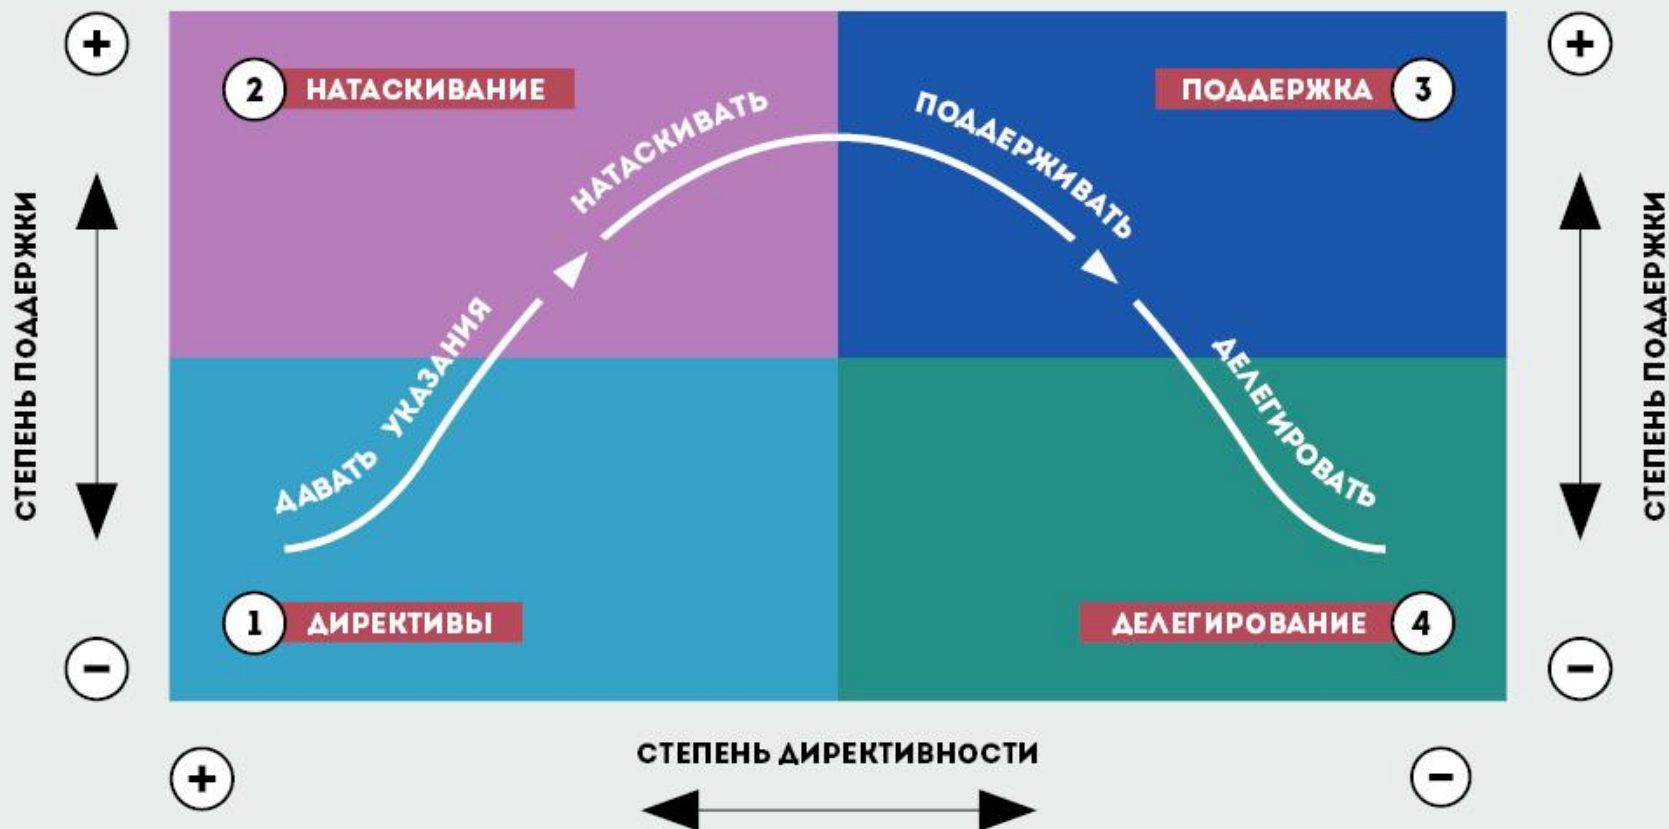 +
+
2 НАТАСКИВАНИЕ
ПОДДЕРЖКА 3
НАТАСКИВАТЬ
ПОДДЕРЖИВАТЬ
СТЕПЕНЬ ПОДДЕРЖКИ
СТЕПЕНЬ ПОДДЕРЖКИ
ДАВАТЬ УКАЗАНИЯ
ДЕЛЕГИРОВАТЬ
1 ДИРЕКТИВЫ
ДЕЛЕГИРОВАНИЕ 4
−
−
СТЕПЕНЬ ДИРЕКТИВНОСТИ
+
−